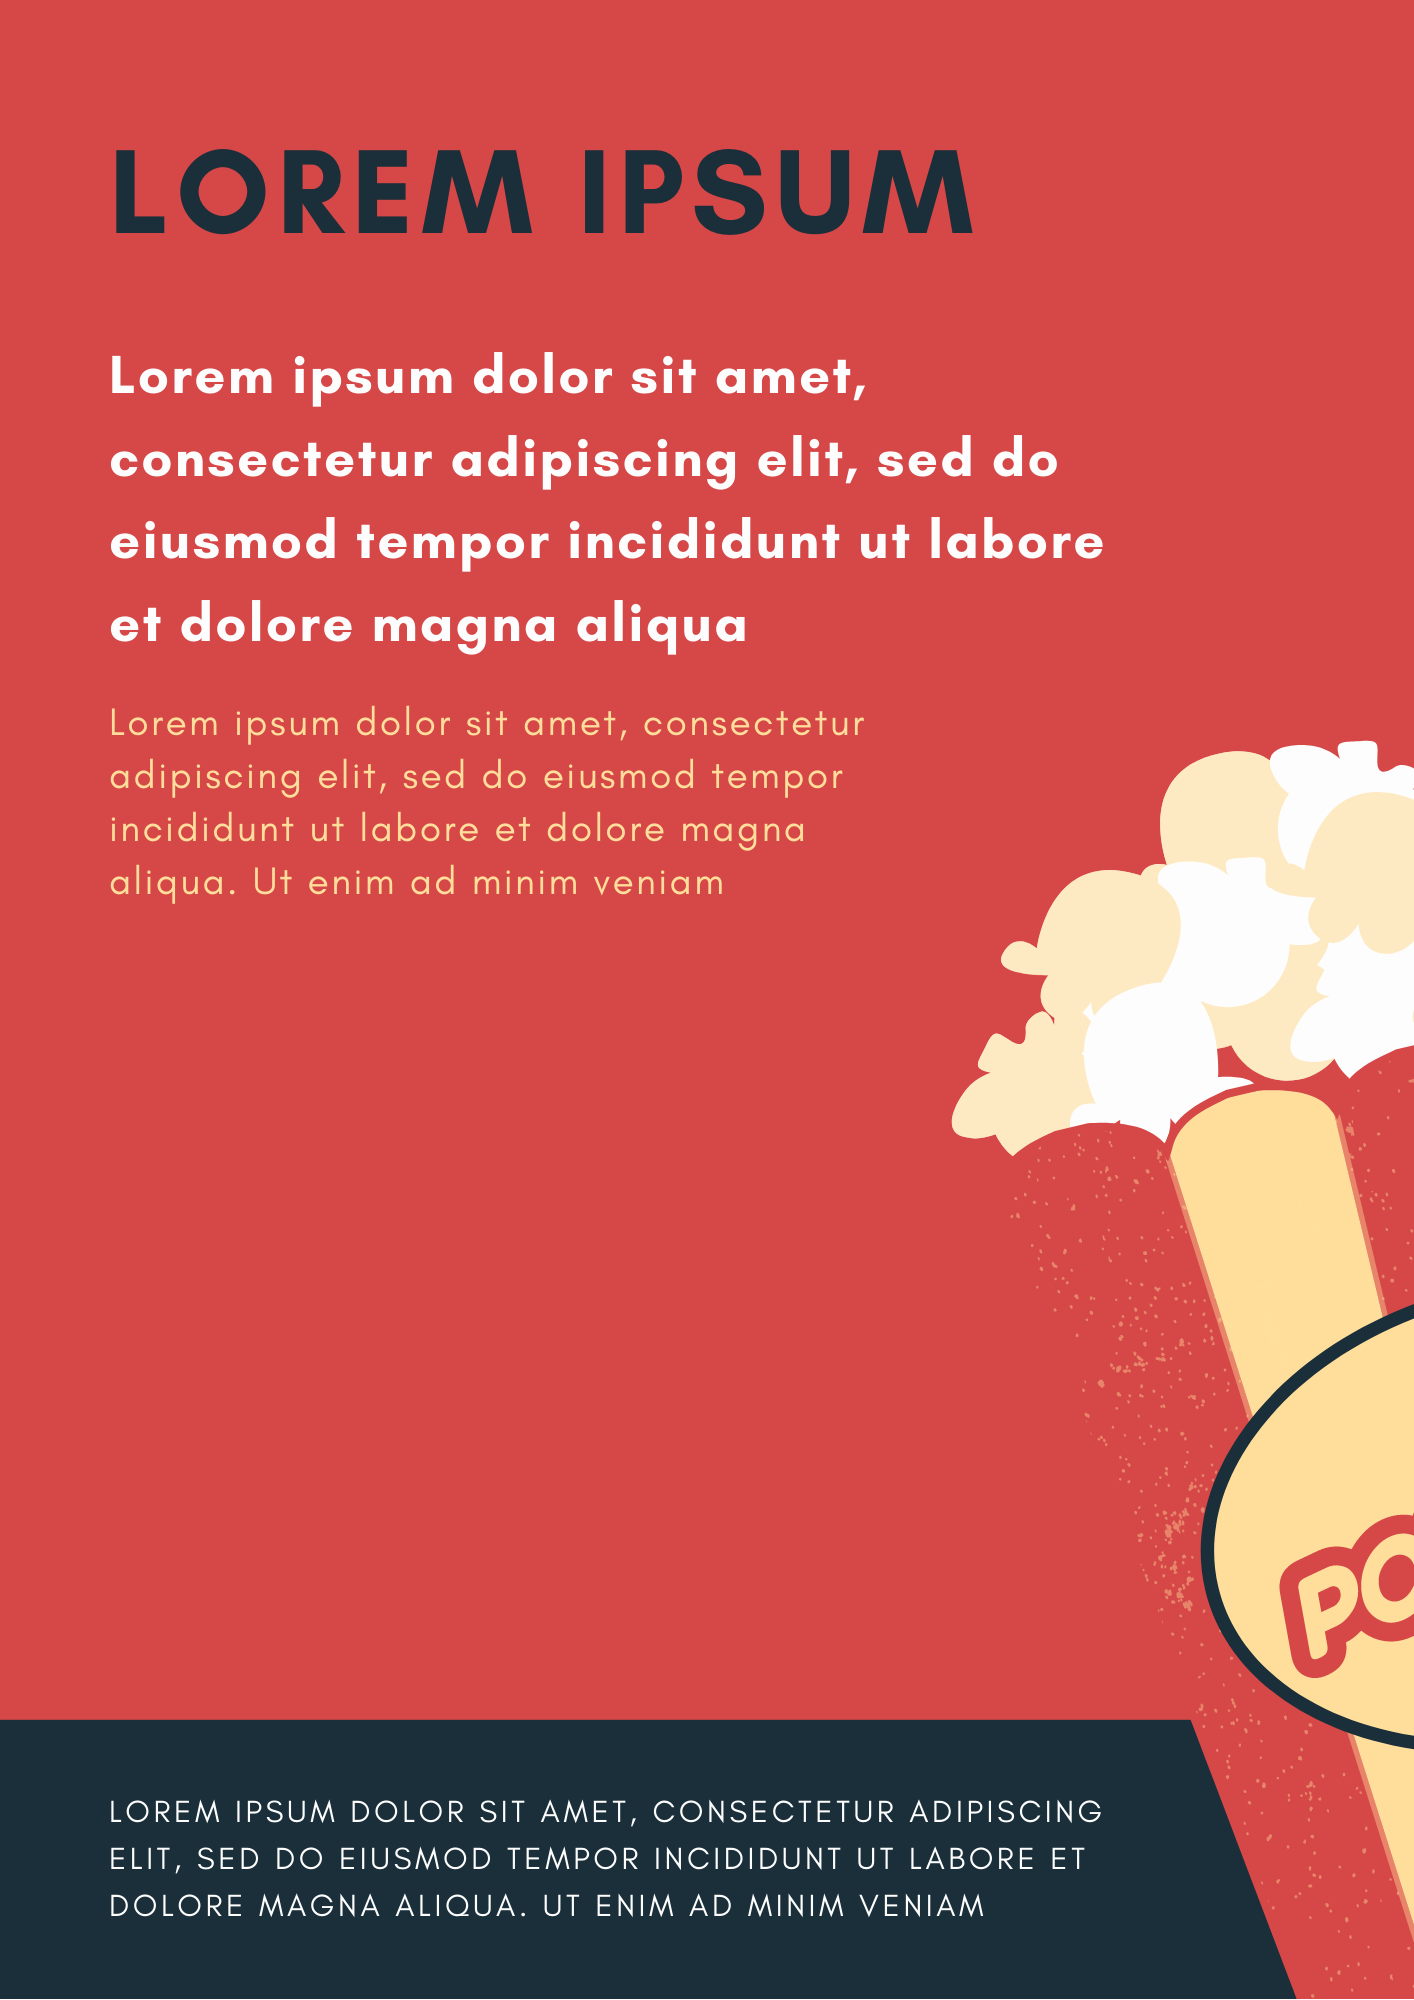 LOREM IPSUM
Lorem ipsum dolor sit amet,
consectetur adipiscing elit, sed do
eiusmod tempor incididunt ut labore
et dolore magna aliqua
Lorem ipsum dolor sit amet, consectetur
adipiscing elit, sed do eiusmod tempor
incididunt ut labore et dolore magna
aliqua. Ut enim ad minim veniam
PO
LOREM IPSUM DOLOR SIT AMET, CONSECTETUR ADIPISCING
ELIT, SED DO EIUSMOD TEMPOR INCIDIDUNT UT LABORE ET
DOLORE MAGNA ALIQUA. UT ENIM AD MINIM VENIAM